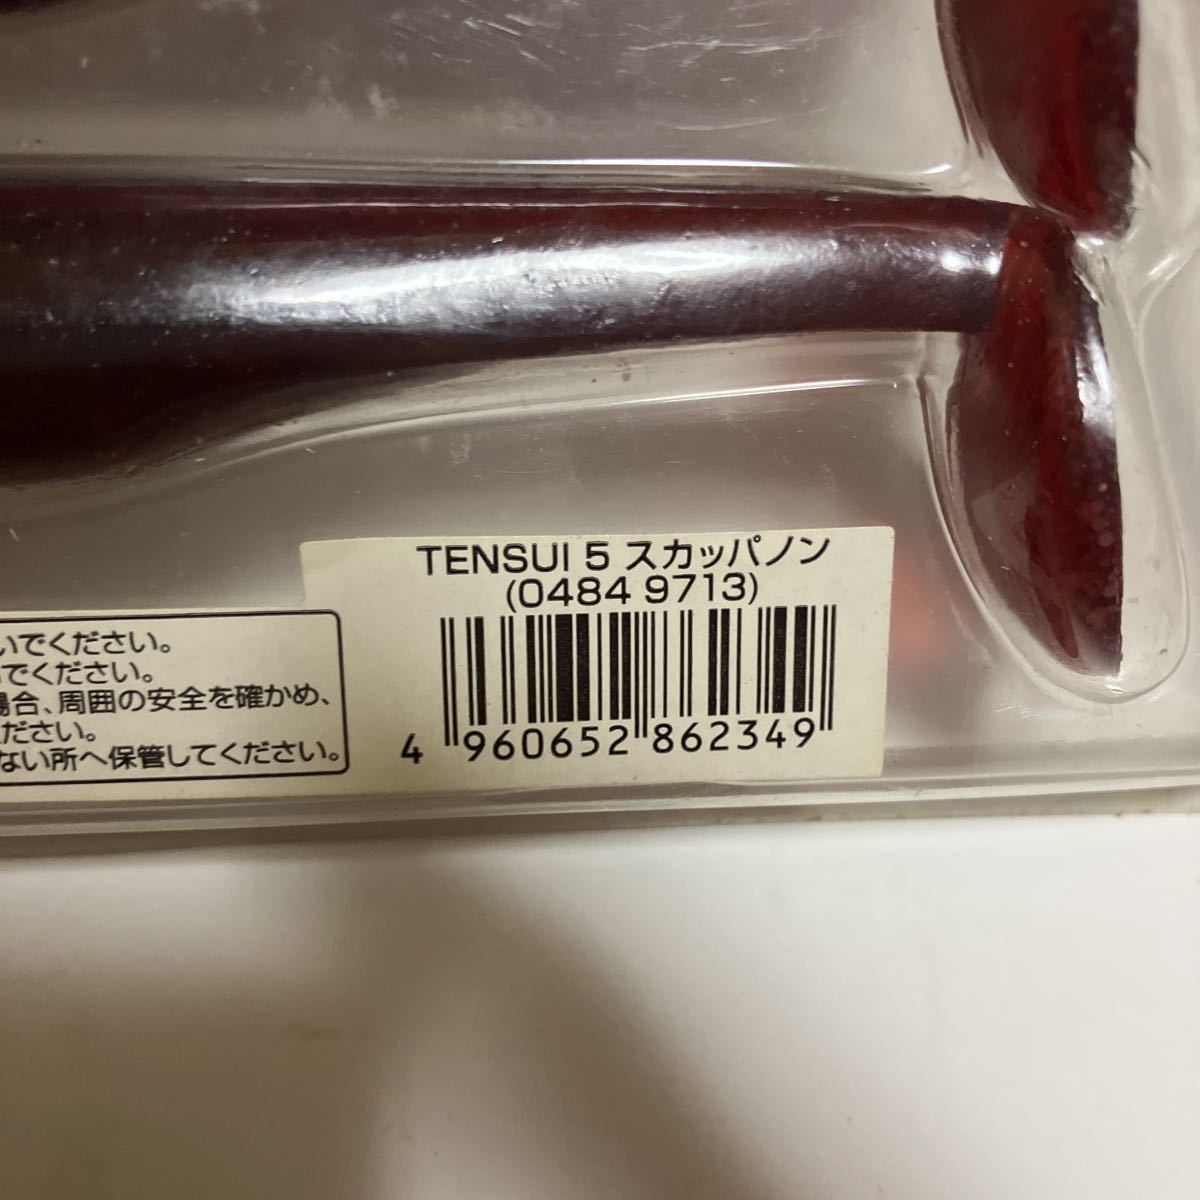 TENSUI 5 スカッパノン
(0484 9713)
4 960652 862349
いでください。
いでください。
場合、周囲の安全を確かめ、
ください。
ない所へ保管してください。